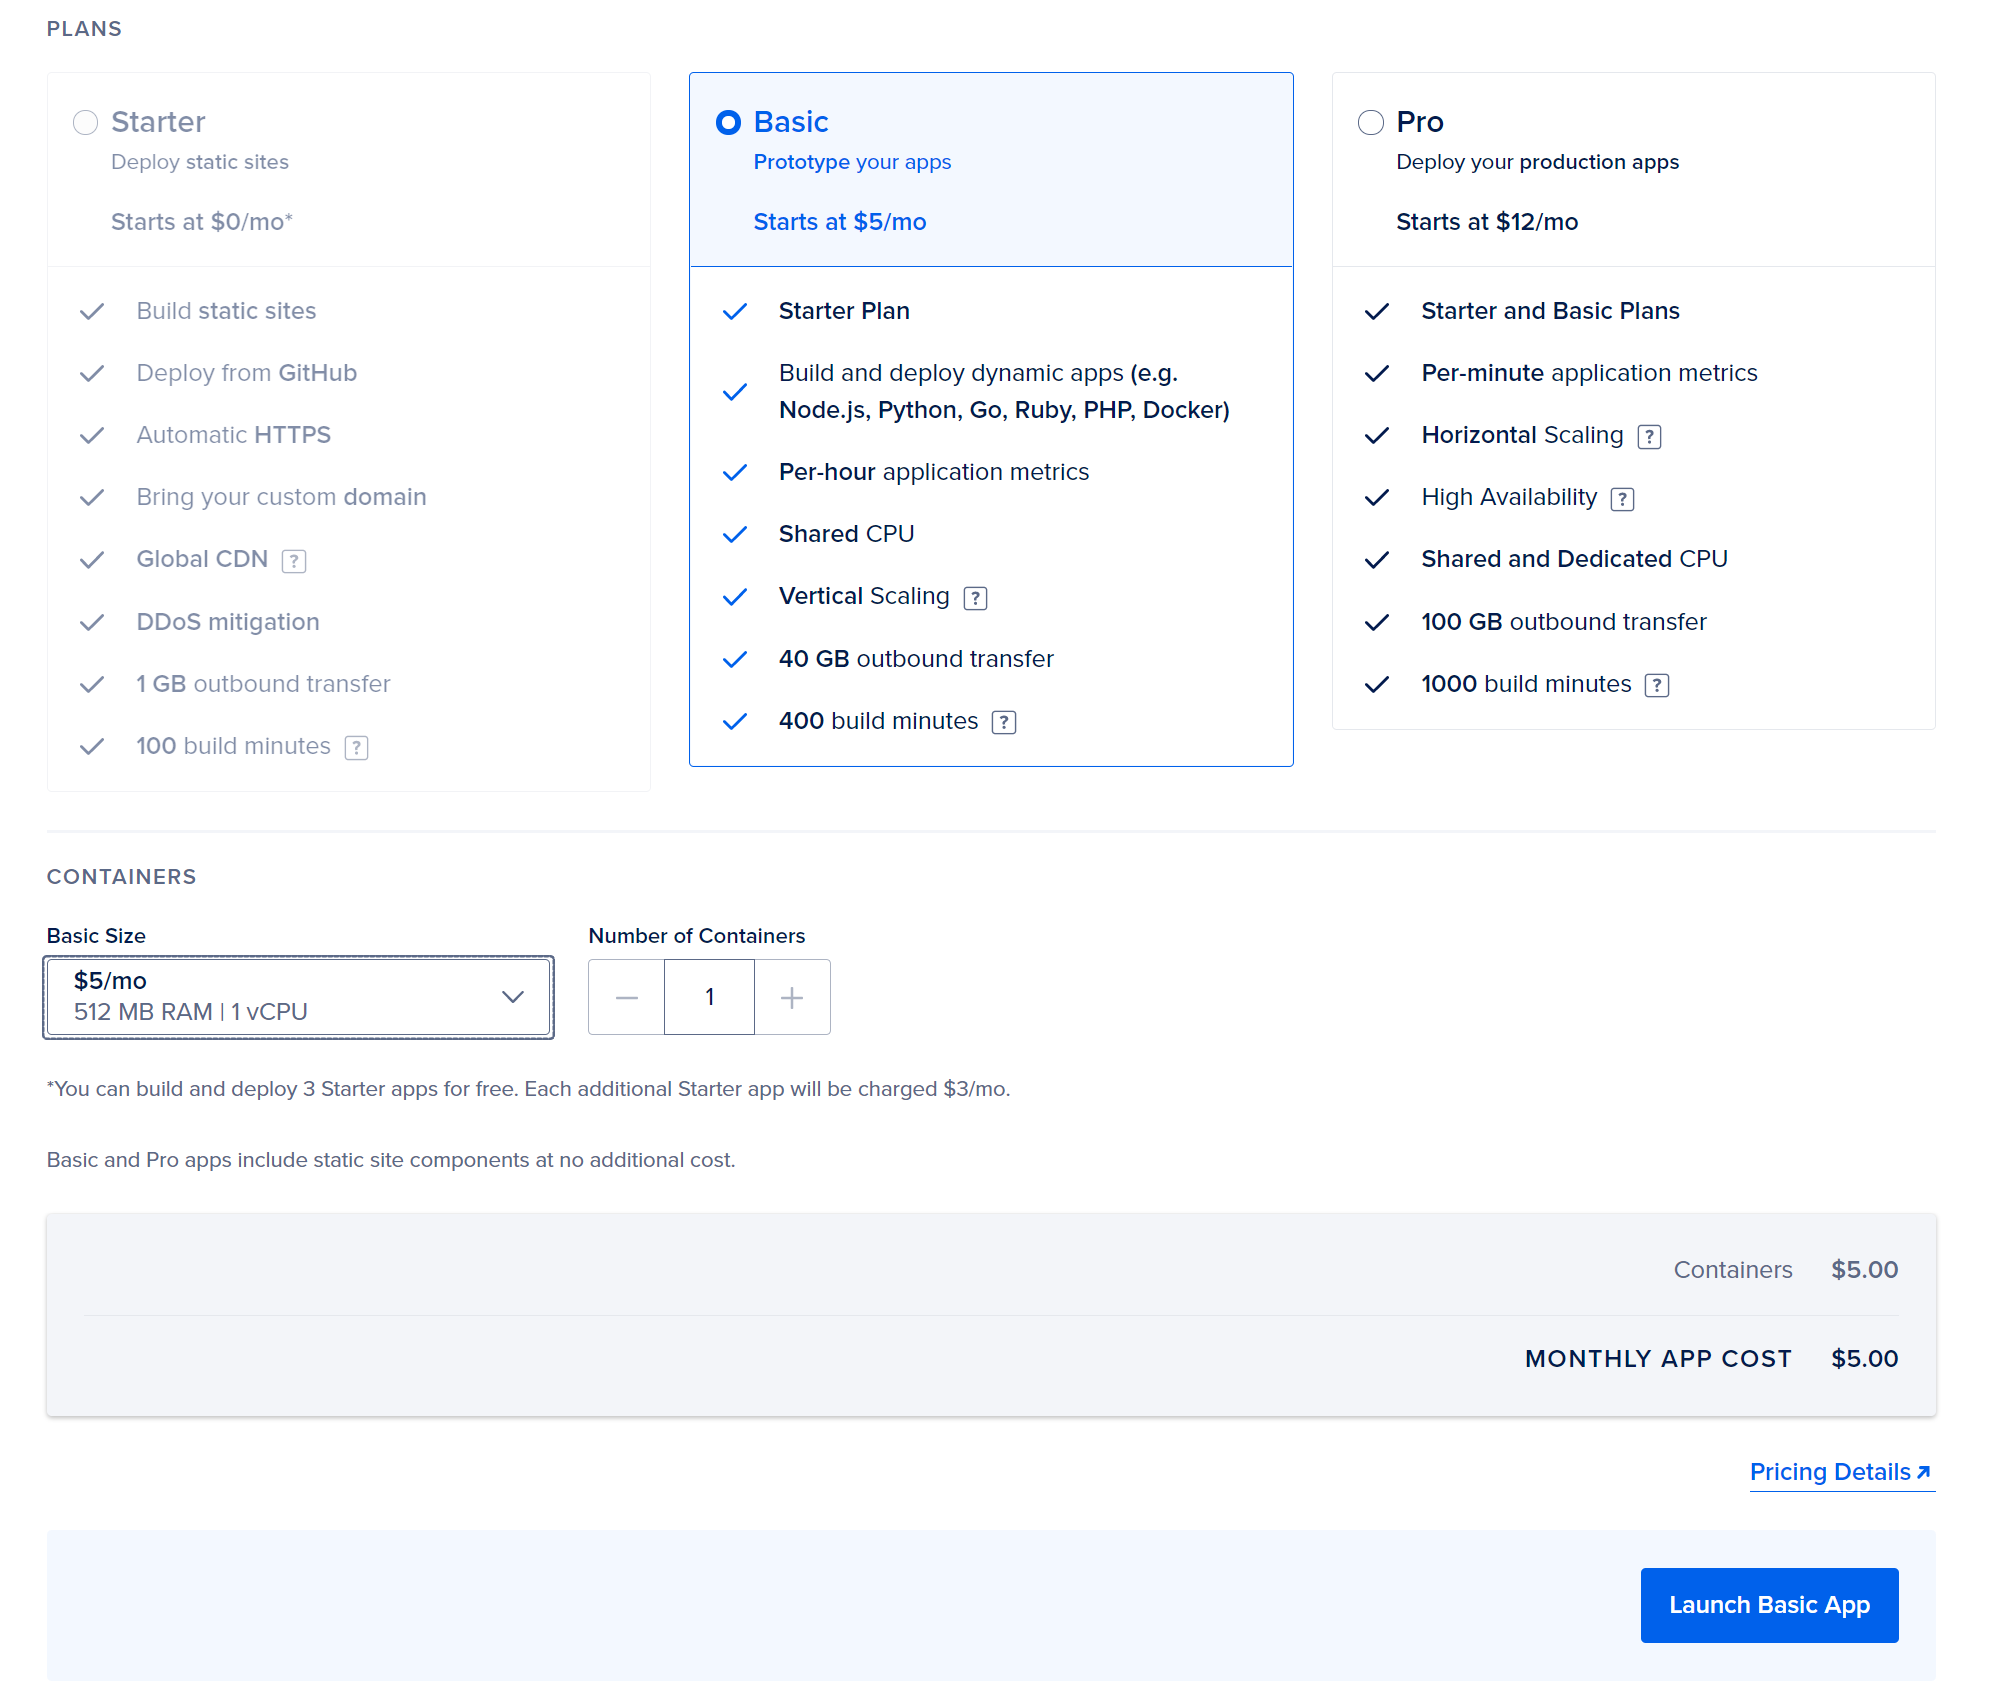 PLANS
Starter
Deploy static sites
Starts at $0/mo*
Build static sites
Deploy from GitHub
Automatic HTTPS
Bring your custom domain
Global CDN ?
DDoS mitigation
1 GB outbound transfer
100 build minutes ?
Basic
Prototype your apps
Starts at $5/mo
Starter Plan
Build and deploy dynamic apps (e.g.
Node.js, Python, Go, Ruby, PHP, Docker)
Per-hour application metrics
Shared CPU
Vertical Scaling ?
40 GB outbound transfer
400 build minutes ?
Pro
Deploy your production apps
Starts at $12/mo
Starter and Basic Plans
Per-minute application metrics
Horizontal Scaling ?
High Availability ?
Shared and Dedicated CPU
100 GB outbound transfer
1000 build minutes ?
CONTAINERS
Basic Size
$5/mo
512 MB RAM | 1 vCPU
Number of Containers
1
*You can build and deploy 3 Starter apps for free. Each additional Starter app will be charged $3/mo.
Basic and Pro apps include static site components at no additional cost.
Containers $5.00
MONTHLY APP COST $5.00
Pricing Details
Launch Basic App